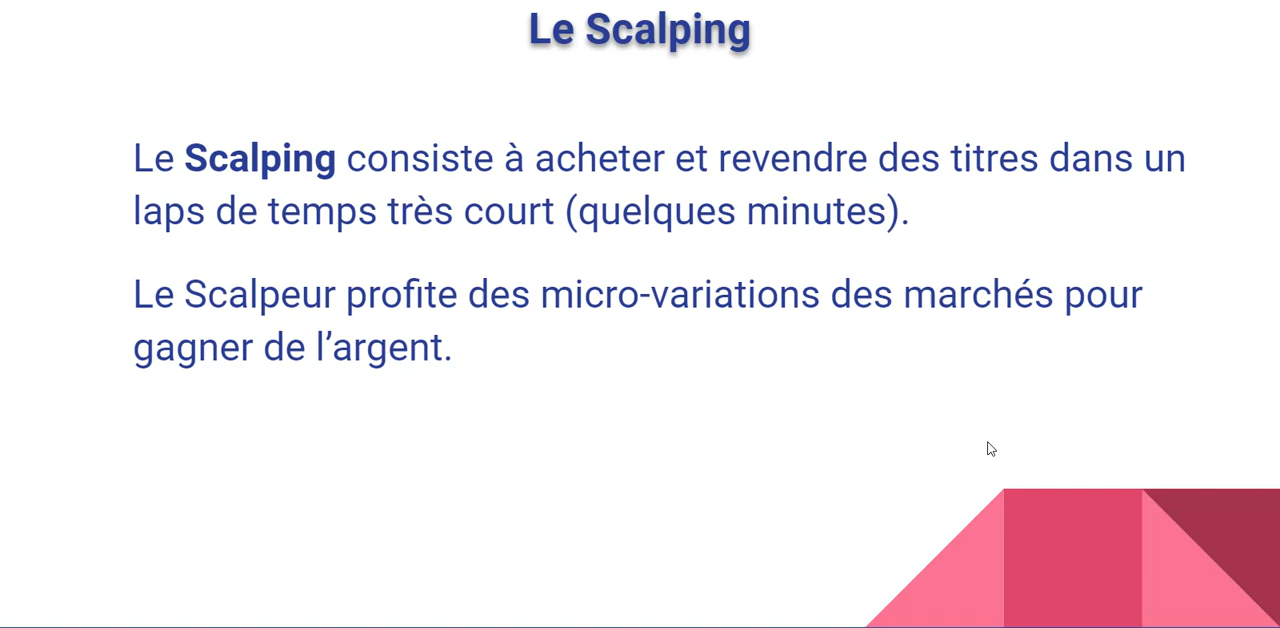 Le Scalping
Le Scalping consiste à acheter et revendre des titres dans un
laps de temps très court (quelques minutes).
Le Scalpeur profite des micro-variations des marchés pour
gagner de l’argent.